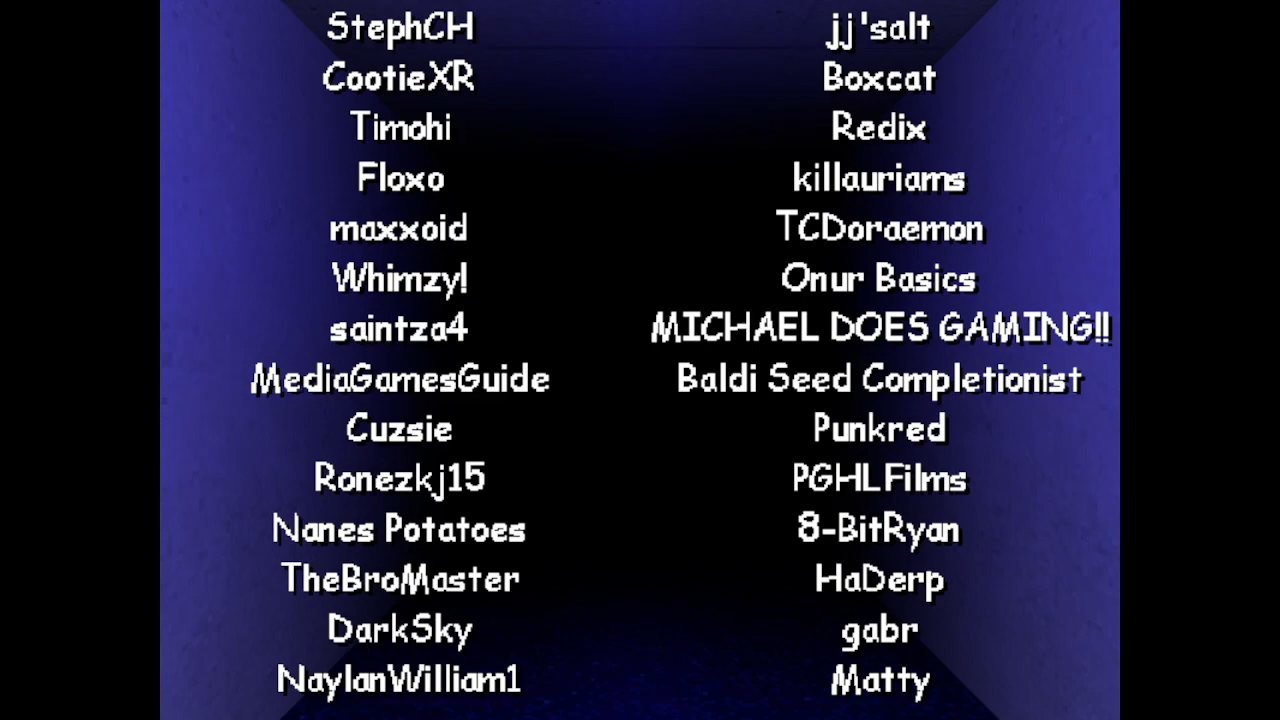 StephCH
CootieXR
Timohi
Floxo
maxxoid
Whimzy!
saintza4
MediaGamesGuide
Cuzsie
Ronezkj15
Nanes Potatoes
TheBroMaster
DarkSky
NaylanWilliam1
jj'salt
Boxcat
Redix
killauriams
TCDoraemon
Onur Basics
MICHAEL DOES GAMING!!
Baldi Seed Completionist
Punkred
PGHLFilms
8-BitRyan
HaDerp
gabr
Matty